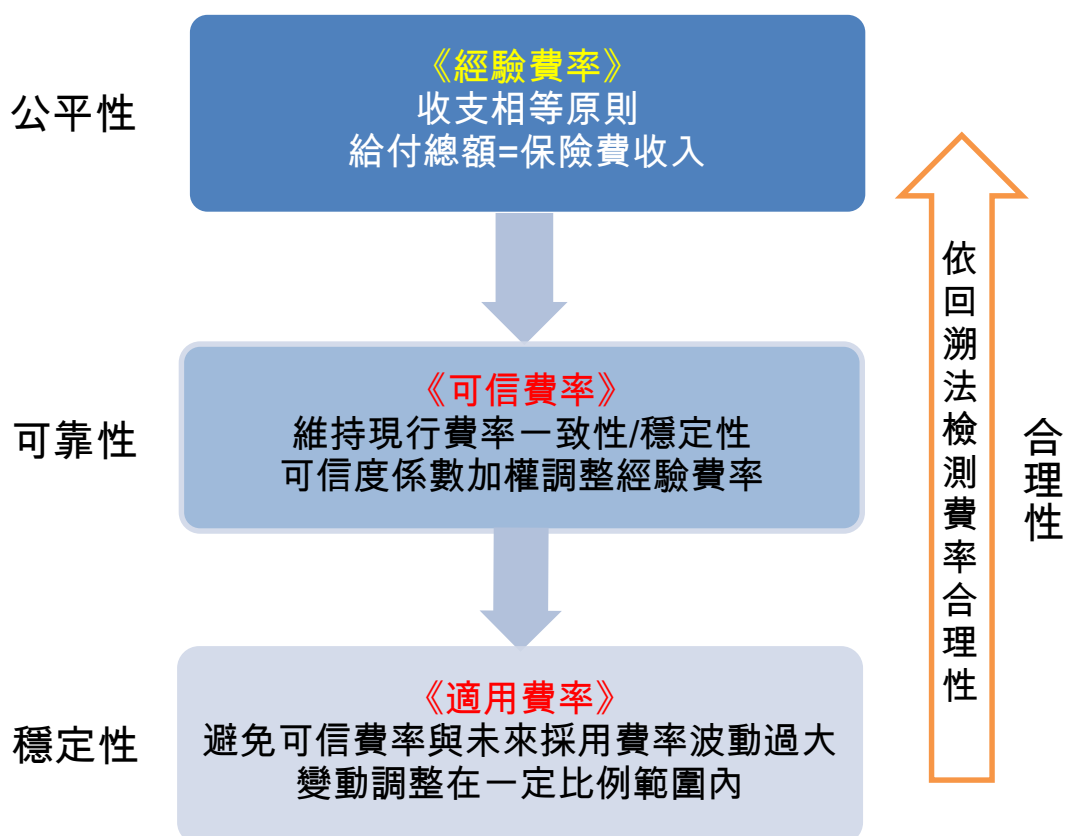 公平性
《經驗費率》
收支相等原則
給付總額=保險費收入
可靠性
《可信費率》
維持現行費率一致性/穩定性
可信度係數加權調整經驗費率
穩定性
《適用費率》
避免可信費率與未來採用費率波動過大
變動調整在一定比例範圍內
依回溯法檢測費率合理性
合理性